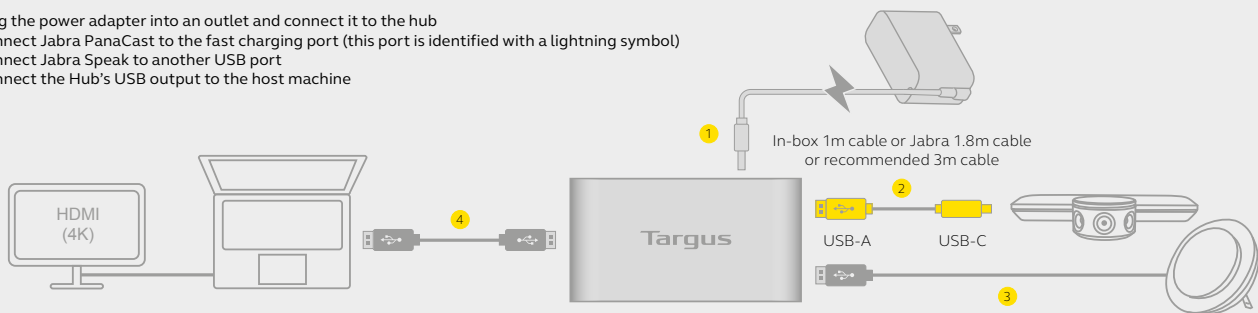 g the power adapter into an outlet and connect it to the hub
nnect Jabra PanaCast to the fast charging port (this port is identified with a lightning symbol)
nnect Jabra Speak to another USB port
nnect the Hub's USB output to the host machine
1
In-box 1m cable or Jabra 1.8m cable
or recommended 3m cable
2
HDMI
(4K)
4
Targus
USB-A
USB-C
3